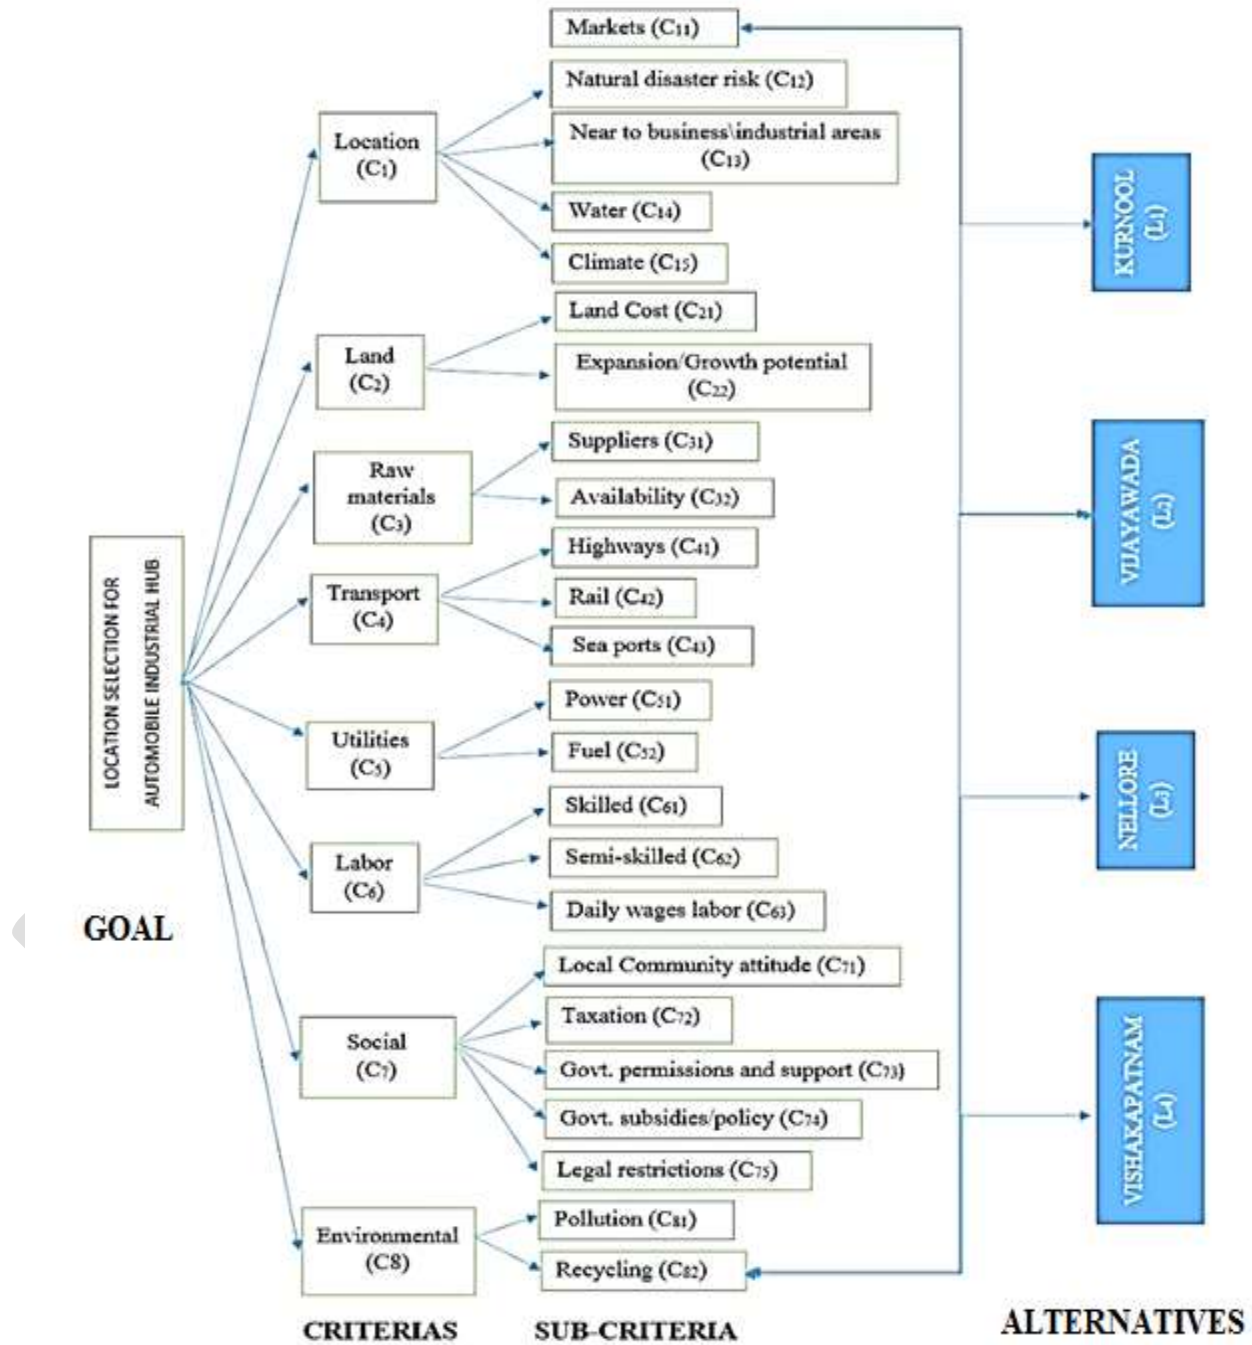 LOCATION SELECTION FOR
AUTOMOBILE INDUSTRIAL HUB
GOAL
Location
(C1)
Land
(C2)
Raw
materials
(C3)
Transport
(C4)
Utilities
(C5)
Labor
(C6)
Social
(C7)
Environmental
(C8)
CRITERIAS
Markets (C11)
Natural disaster risk (C12)
Near to business\industrial areas
(C13)
Water (C14)
Climate (C15)
Land Cost (C21)
Expansion/Growth potential
(C22)
Suppliers (C31)
Availability (C32)
Highways (C41)
Rail (C42)
Sea ports (C43)
Power (C51)
Fuel (C52)
Skilled (C61)
Semi-skilled (C62)
Daily wages labor (C63)
Local Community attitude (C71)
Taxation (C72)
Govt. permissions and support (C73)
Govt. subsidies/policy (C74)
Legal restrictions (C75)
Pollution (C81)
Recycling (C82)
SUB-CRITERIA
KURNOOL
(L1)
VIJAYAWADA
(L2)
NELLORE
(L3)
VISHAKAPATNAM
(L4)
ALTERNATIVES